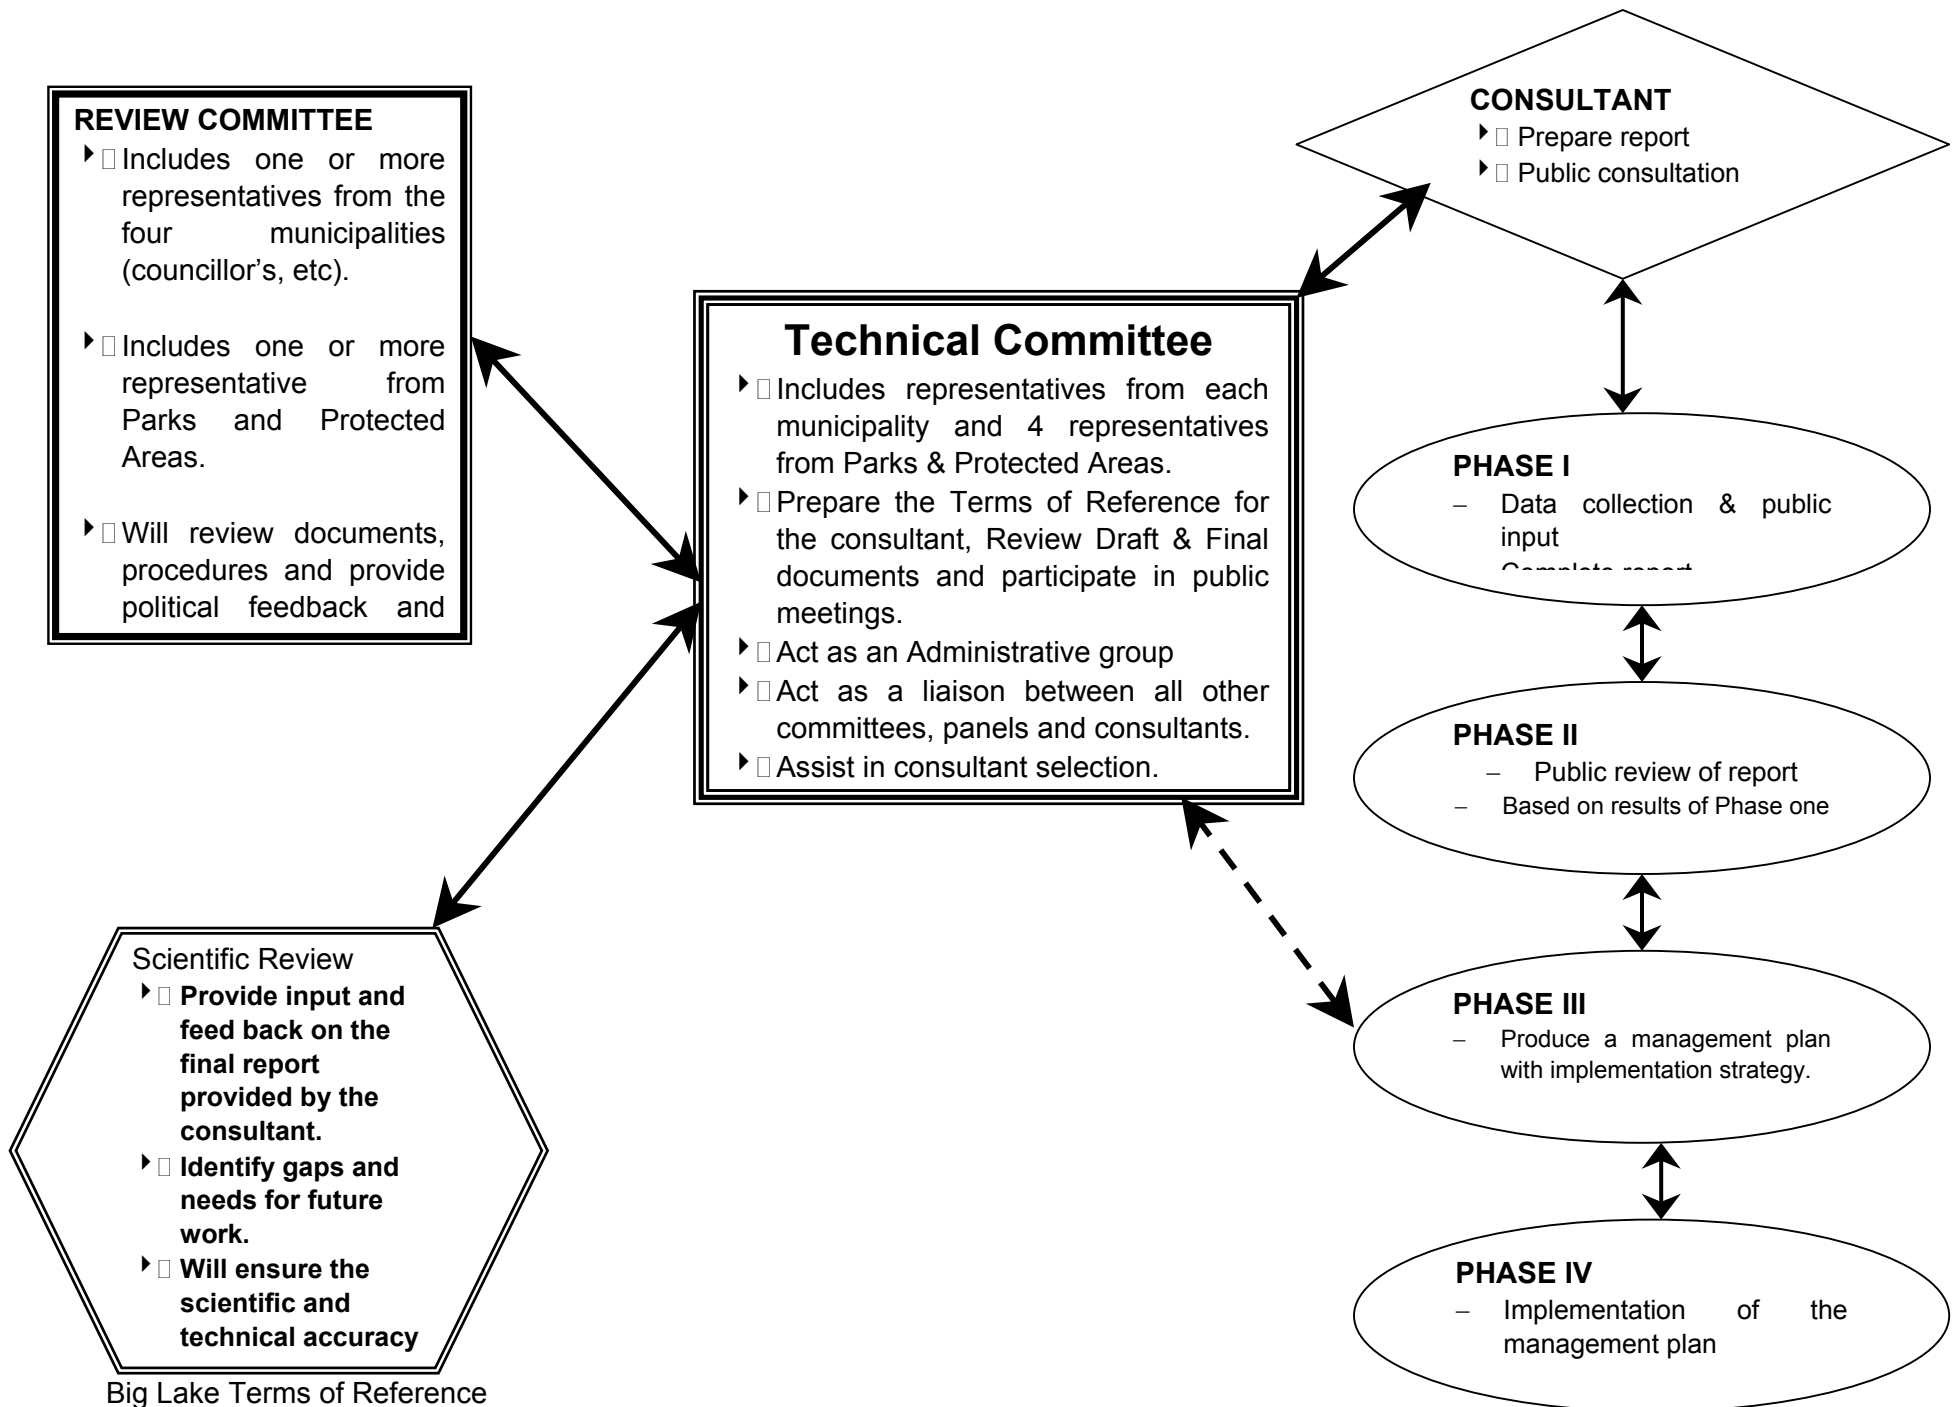 REVIEW COMMITTEE
Includes one or more
representatives from the
four municipalities
(councillor’s, etc).
Includes one or more
representative from
Parks and Protected
Areas.
Will review documents,
procedures and provide
political feedback and
Technical Committee
Includes representatives from each
municipality and 4 representatives
from Parks & Protected Areas.
Prepare the Terms of Reference for
the consultant, Review Draft & Final
documents and participate in public
meetings.
Act as an Administrative group
Act as a liaison between all other
committees, panels and consultants.
Assist in consultant selection.
Scientific Review
Provide input and
feed back on the
final report
provided by the
consultant.
Identify gaps and
needs for future
work.
Will ensure the
scientific and
technical accuracy
Big Lake Terms of Reference
CONSULTANT
Prepare report
Public consultation
PHASE I
– Data collection & public
input
Complete report
PHASE II
– Public review of report
– Based on results of Phase one
PHASE III
– Produce a management plan
with implementation strategy.
PHASE IV
– Implementation of the
management plan